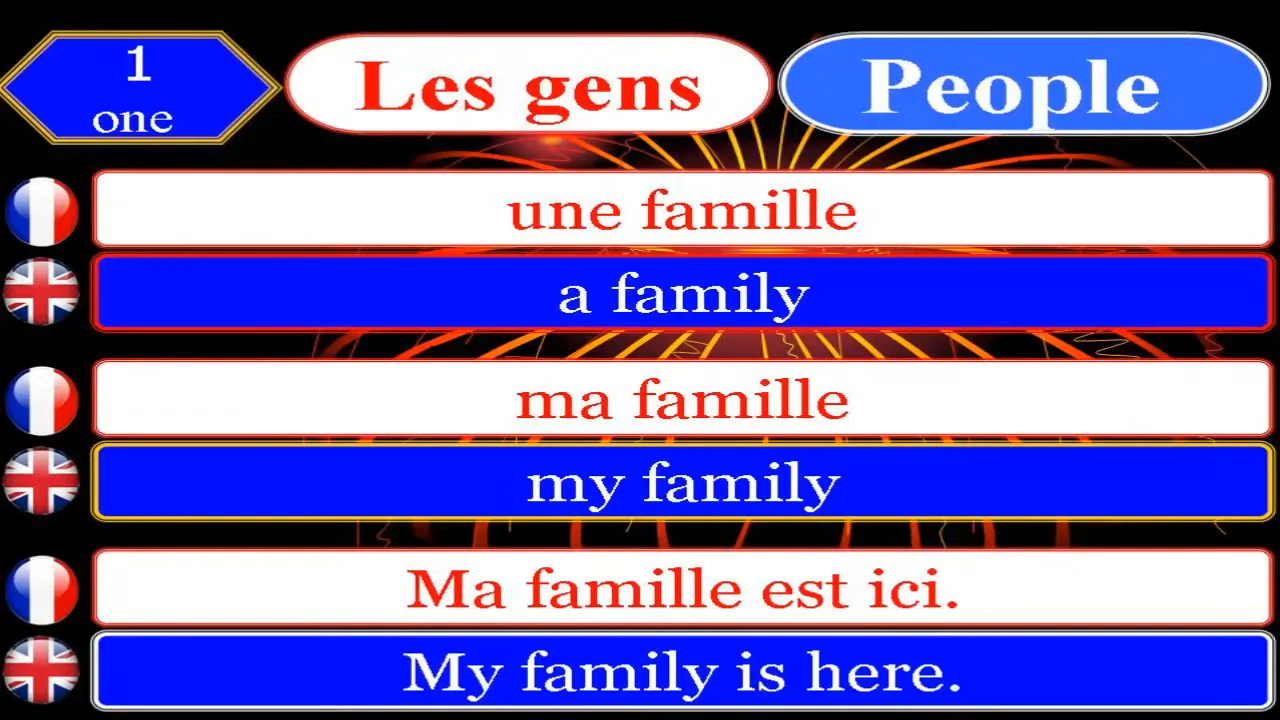 1
one
Les gens
People
une famille
a family
ma famille
my family
Ma famille est ici.
My family is here.